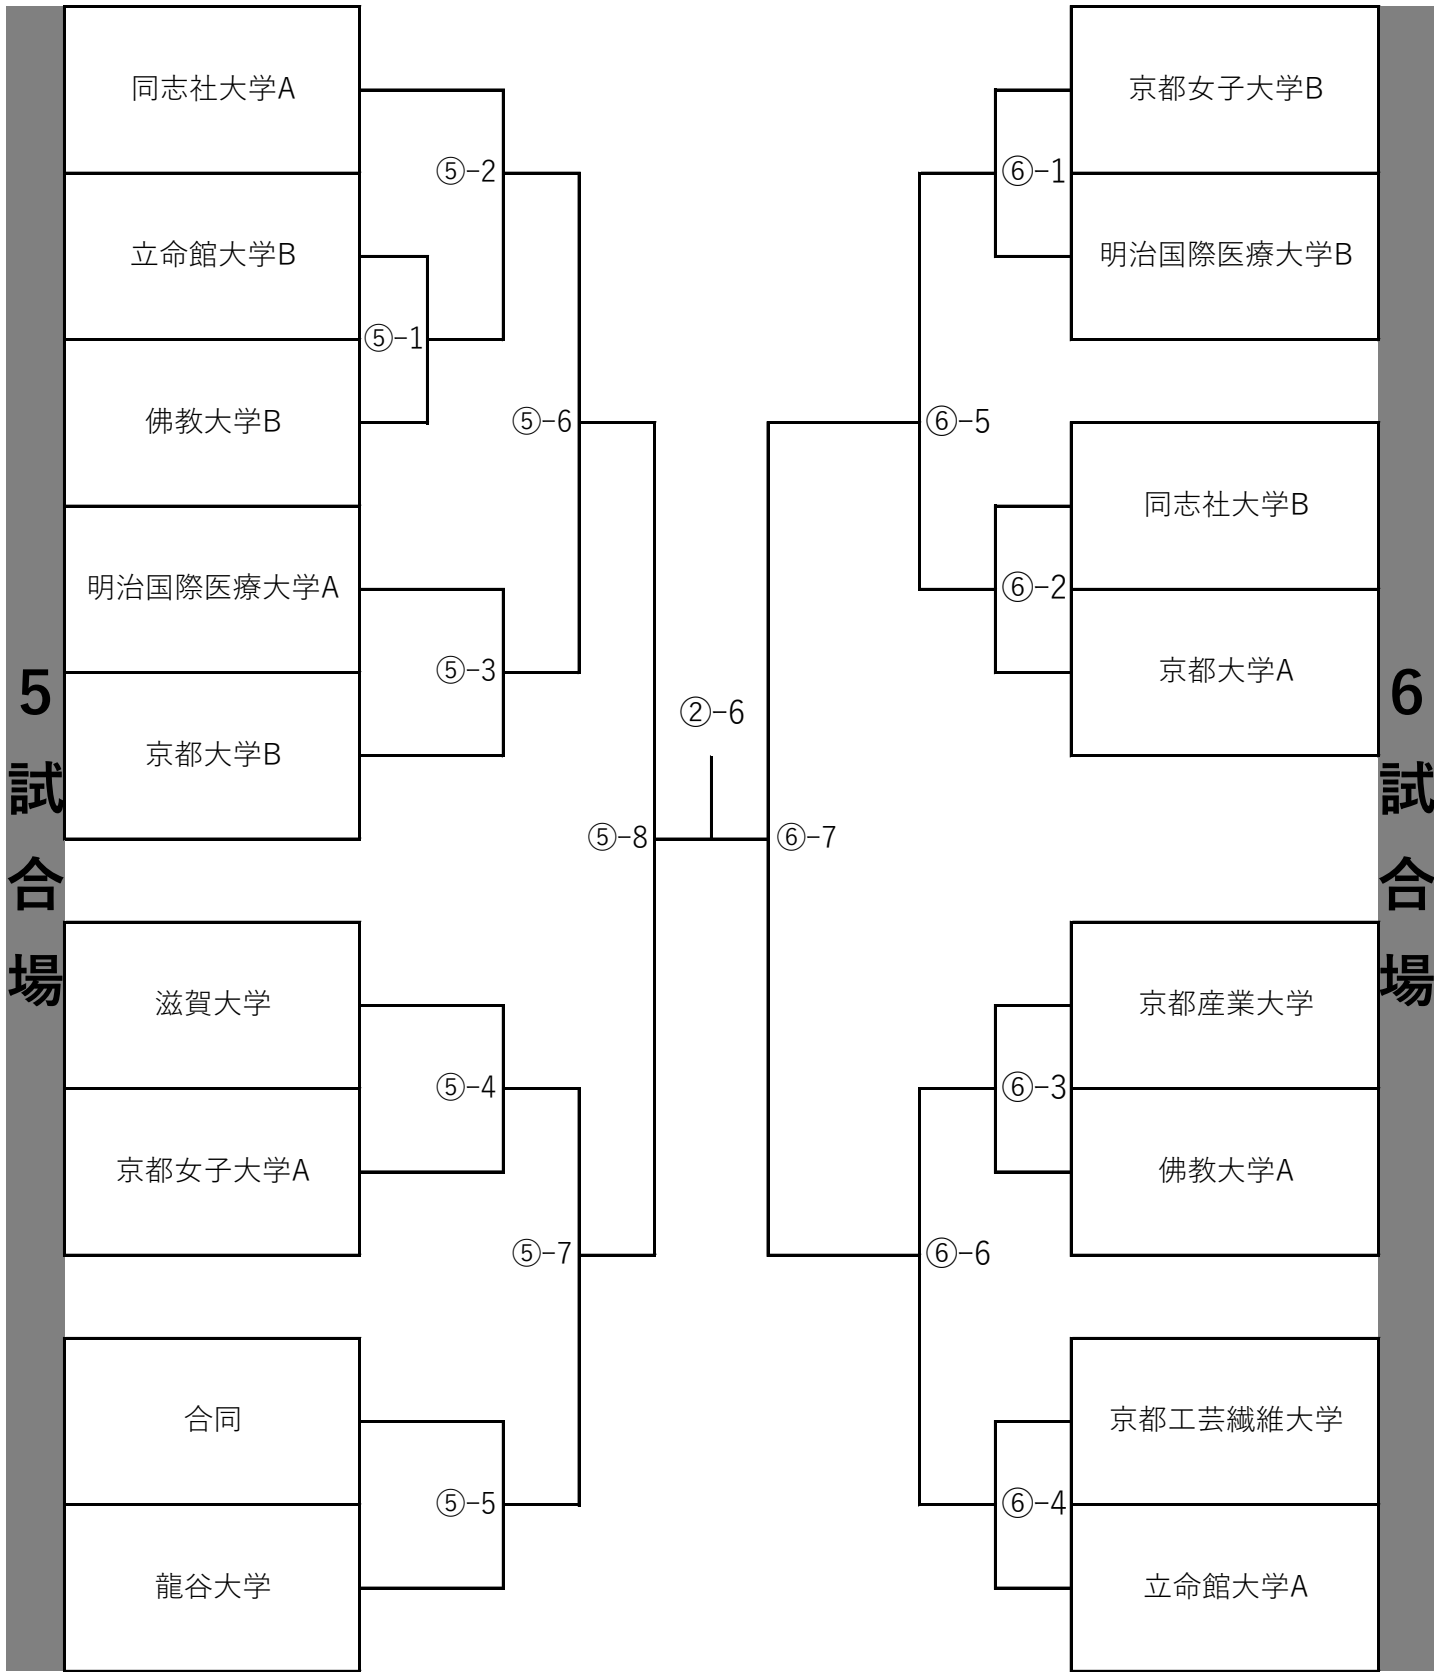 5試合場
同志社大学A
立命館大学B
佛教大学B
明治国際医療大学A
京都大学B
滋賀大学
京都女子大学A
合同
龍谷大学
⑤-1
⑤-2
⑤-3
⑤-4
⑤-5
⑤-6
⑤-7
⑤-8
②-6
⑥-7
⑥-5
⑥-6
⑥-1
⑥-2
⑥-3
⑥-4
京都女子大学B
明治国際医療大学B
同志社大学B
京都大学A
京都産業大学
佛教大学A
京都工芸繊維大学
立命館大学A
6試合場